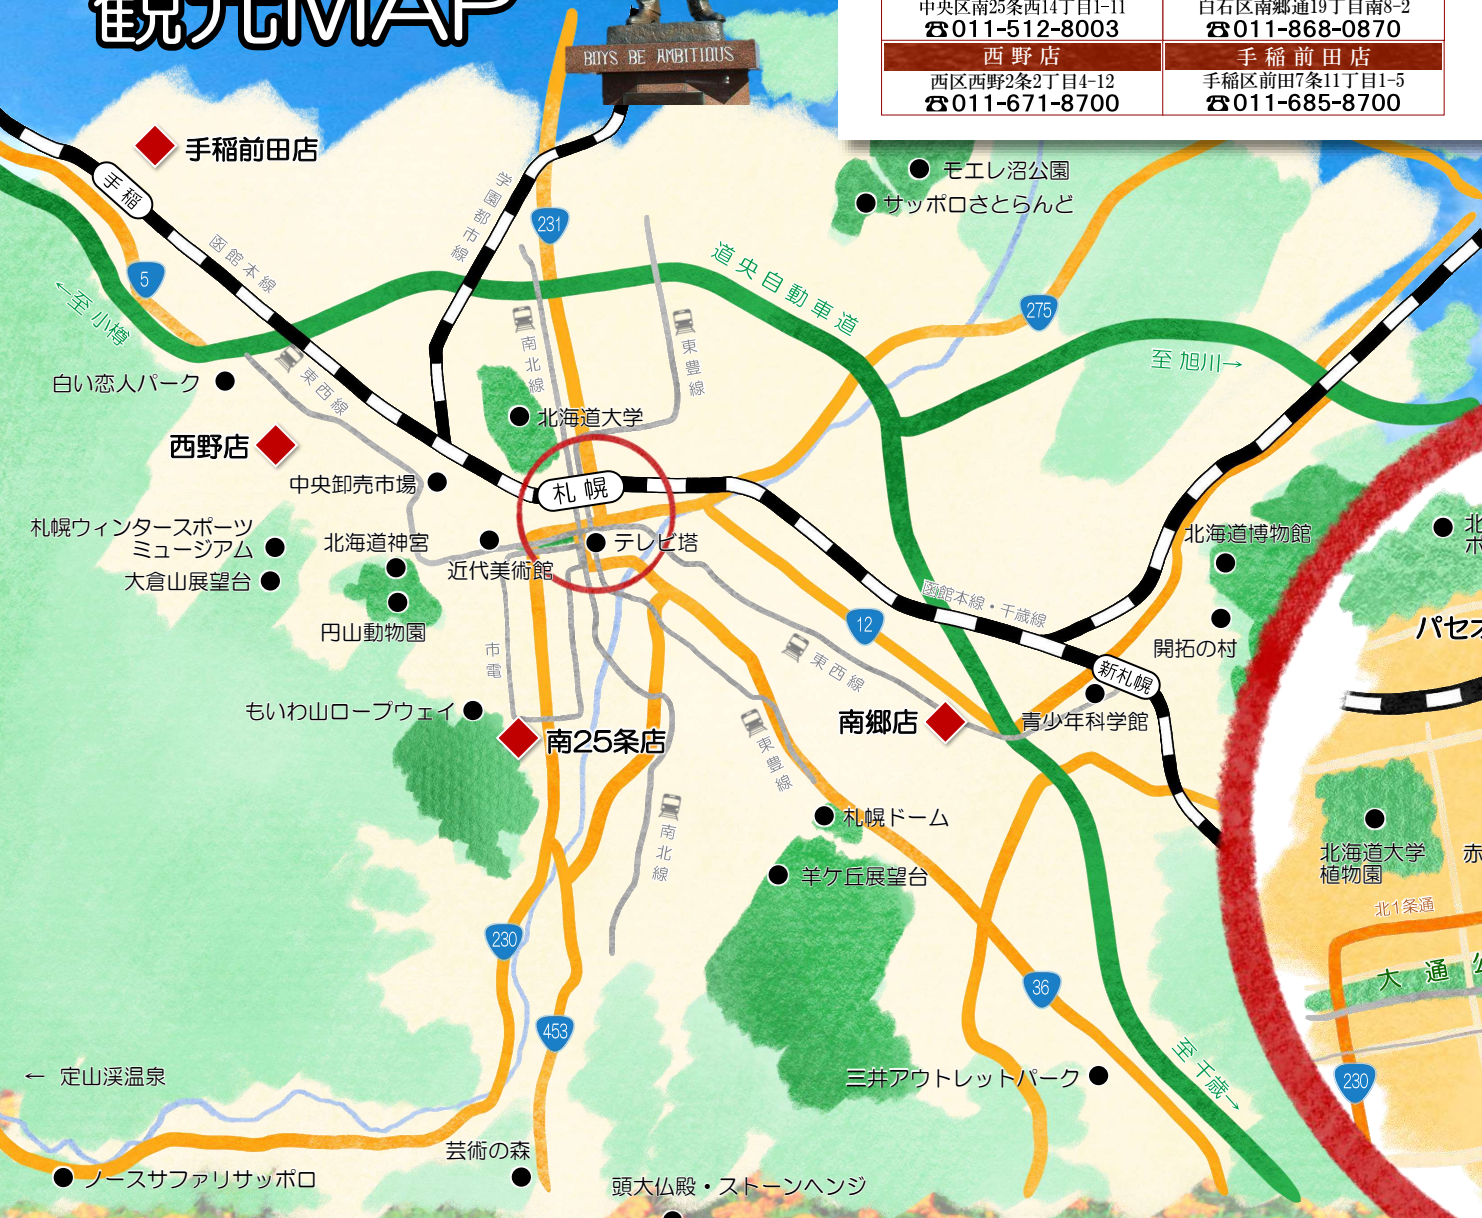 観光MAP
BOYS BE AMBITIOUS
中央区南25条西14丁目1-11
☎011-512-8003
白石区南郷通19丁目南8-2
☎011-868-0870
西野店
西区西野2条2丁目4-12
☎011-671-8700
手稲前田店
手稲区前田7条11丁目1-5
☎011-685-8700
手稲前田店
手稲
函館本線
学園都市線
231
モエレ沼公園
サッポロさとらんど
5
←至 小樽
道央自動車道
275
至 旭川→
南北線
東豊線
東西線
白い恋人パーク
北海道大学
西野店
中央卸売市場
札幌
札幌ウィンタースポーツ
ミュージアム
大倉山展望台
北海道神宮
近代美術館
テレビ塔
円山動物園
北海道博物館
開拓の村
函館本線・千歳線
12
新札幌
青少年科学館
市電
東西線
もいわ山ロープウェイ
南25条店
南郷店
東豊線
南北線
札幌ドーム
羊ケ丘展望台
230
453
36
三井アウトレットパーク
至 千歳→
← 定山渓温泉
ノースサファリサッポロ
芸術の森
頭大仏殿・ストーンヘンジ
北
ホ
パセオ
北海道大学
植物園
赤
北1条通
大通公
230